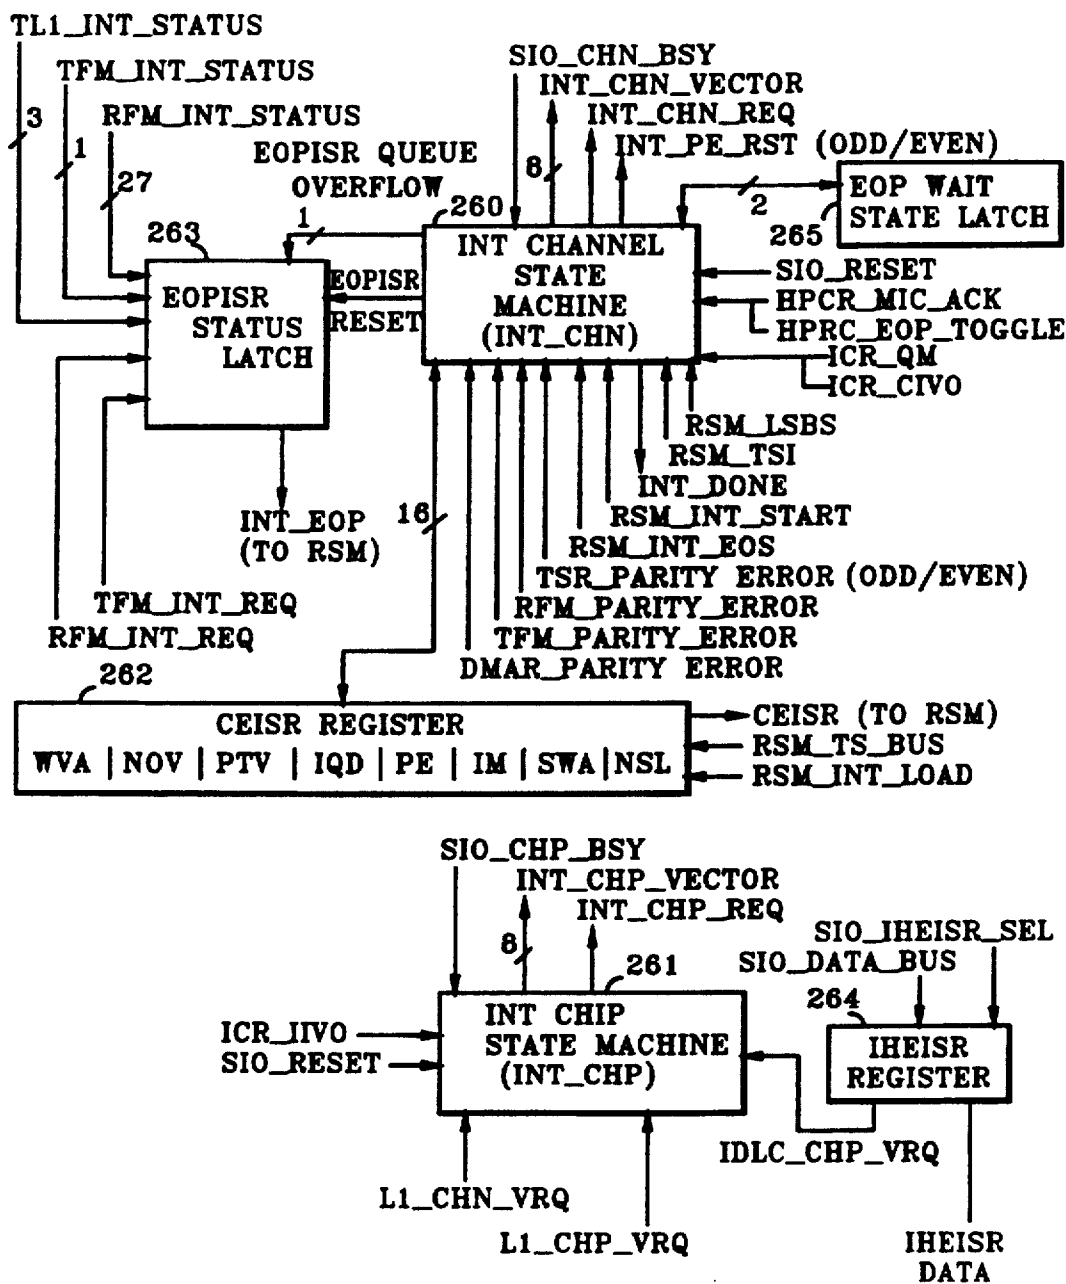 TL1_INT_STATUS
TFM_INT_STATUS
RFM_INT_STATUS
3
1
27
EOPISR QUEUE
OVERFLOW
1
SIO_CHN_BSY
INT_CHN_VECTOR
INT_CHN_REQ
INT_PE_RST (ODD/EVEN)
8
2
EOP WAIT
STATE LATCH
265
263
EOPISR
STATUS
LATCH
EOPISR
RESET
260
INT CHANNEL
STATE
MACHINE
(INT_CHN)
SIO_RESET
HPCR_MIC_ACK
HPRC_EOP_TOGGLE
ICR_QM
ICR_CIVO
RSM_LSBS
RSM_TSI
INT_DONE
RSM_INT_START
RSM_INT_EOS
TSR_PARITY ERROR (ODD/EVEN)
RFM_PARITY_ERROR
TFM_PARITY_ERROR
DMAR_PARITY ERROR
16
INT_EOP
(TO RSM)
TFM_INT_REQ
RFM_INT_REQ
262
CEISR REGISTER
WVA | NOV | PTV | IQD | PE | IM | SWA | NSL
CEISR (TO RSM)
RSM_TS_BUS
RSM_INT_LOAD
SIO_CHP_BSY
INT_CHP_VECTOR
INT_CHP_REQ
8
261
INT CHIP
STATE MACHINE
(INT_CHP)
ICR_IIVO
SIO_RESET
SIO_IHEISR_SEL
SIO_DATA_BUS
264
IHEISR
REGISTER
IDLC_CHP_VRQ
L1_CHN_VRQ
L1_CHP_VRQ
IHEISR
DATA